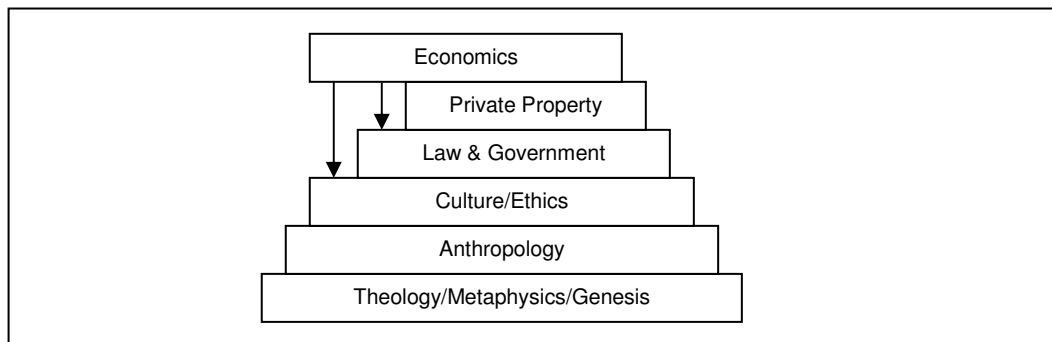 Economics
Private Property
Law & Government
Culture/Ethics
Anthropology
Theology/Metaphysics/Genesis